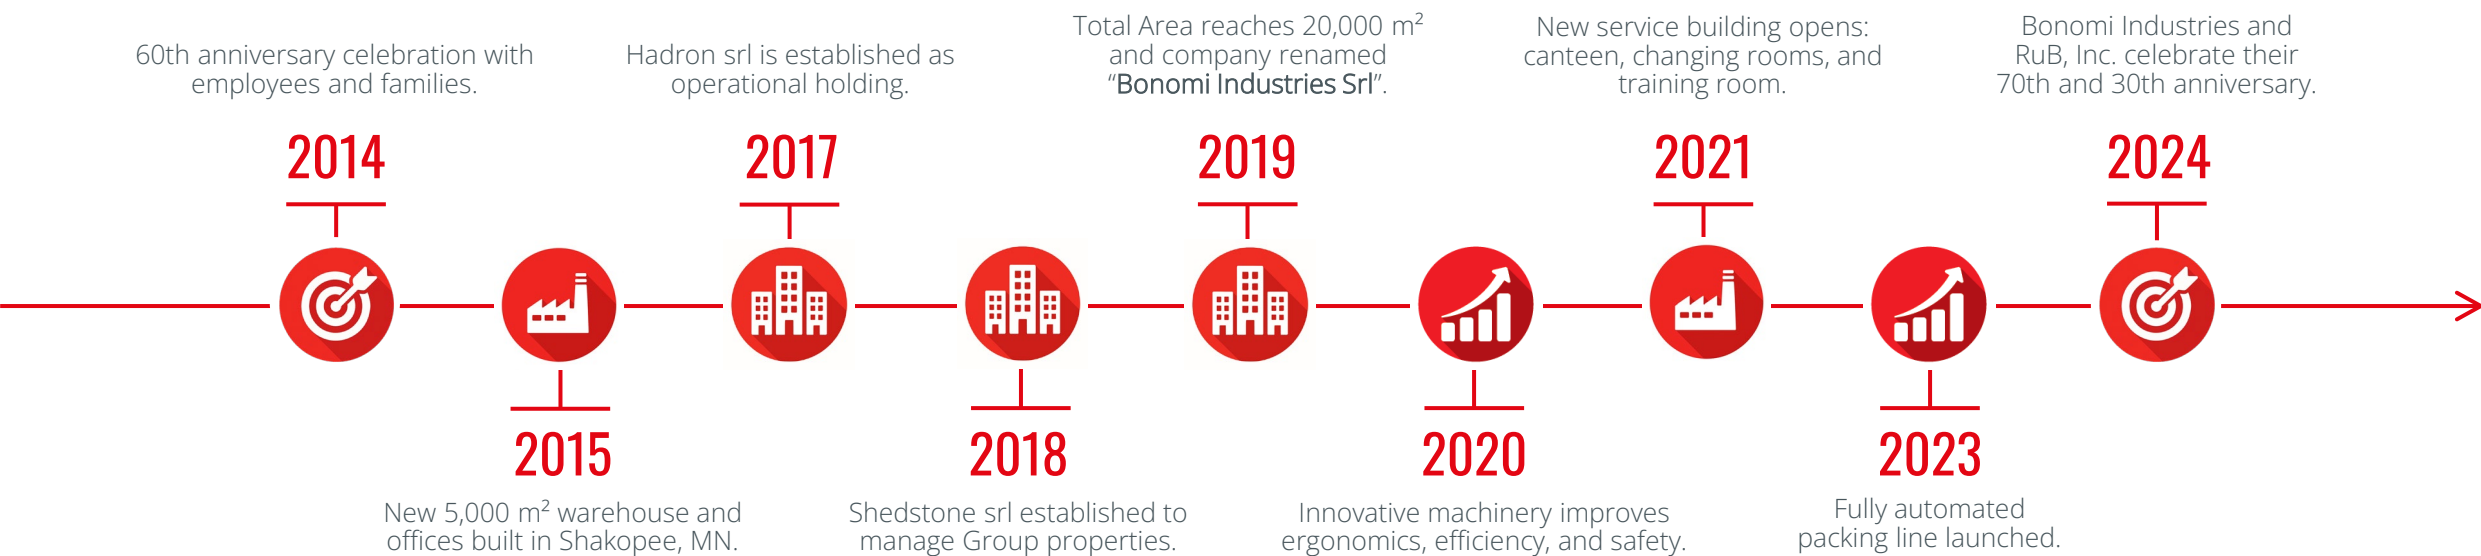 60th anniversary celebration with
employees and families.
2014
New 5,000 m² warehouse and
offices built in Shakopee, MN.
2015
Hadron srl is established as
operational holding.
2017
2018
Shedstone srl established to
manage Group properties.
Total Area reaches 20,000 m²
and company renamed
“Bonomi Industries Srl”.
2019
2020
Innovative machinery improves
ergonomics, efficiency, and safety.
New service building opens:
canteen, changing rooms, and
training room.
2021
2023
Fully automated
packing line launched.
Bonomi Industries and
RuB, Inc. celebrate their
70th and 30th anniversary.
2024